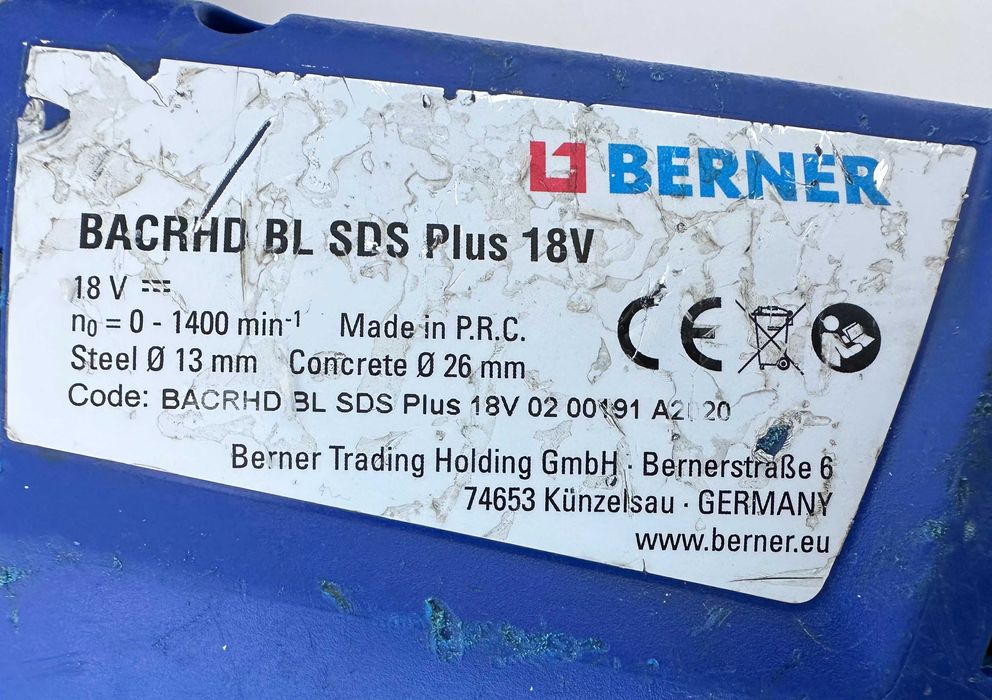 BERNER
BACRHD BL SDS Plus 18V
18 V
n0 = 0 - 1400 min-1 Made in P.R.C.
Steel Ø 13 mm Concrete Ø 26 mm
CE
Code: BACRHD BL SDS Plus 18V 02 00191
Berner Trading Holding GmbH · Bernerstraße 6
74653 Künzelsau · GERMANY
www.berner.eu